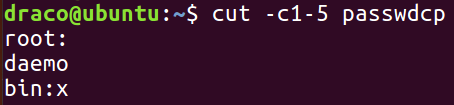 draco@ubuntu:~$ cut -c1-5 passwdcp
root:
daemo
bin:x